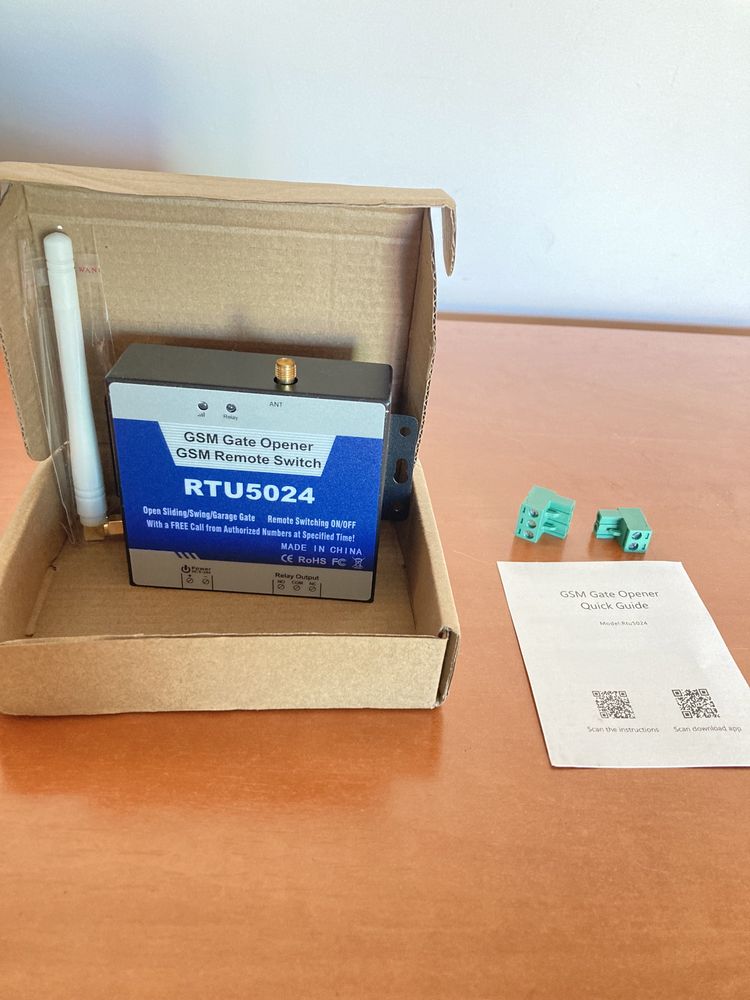 ANT
Relay
GSM Gate Opener
GSM Remote Switch
RTU5024
Open Sliding/Swing/Garage Gate Remote Switching ON/OFF
With a FREE Call from Authorized Numbers at Specified Time!
MADE IN CHINA
CE RoHS FC
Power
Relay Output
NO COM NC
GSM Gate Opener
Quick Guide
Model:Rtu5024
Scan the instructions Scan download app